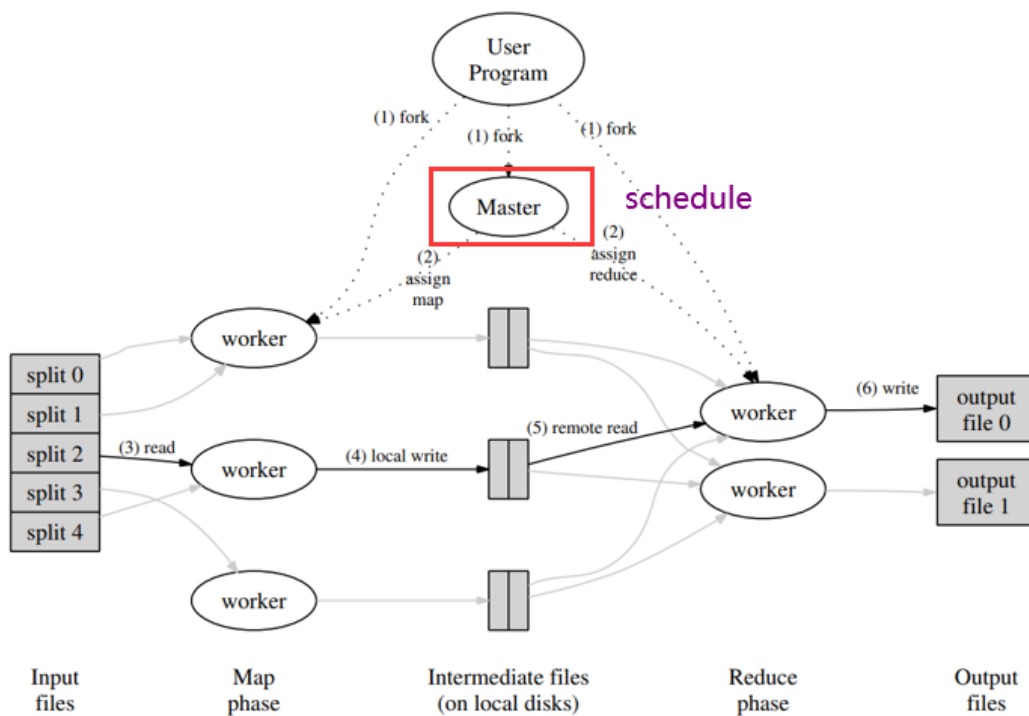 User
Program
(1) fork
(1) fork
(1) fork
Master
schedule
(2)
assign
map
(2)
assign
reduce
worker
split 0
split 1
split 2
split 3
split 4
(3) read
worker
(4) local write
(5) remote read
worker
(6) write
output
file 0
worker
output
file 1
worker
Input
files
Map
phase
Intermediate files
(on local disks)
Reduce
phase
Output
files